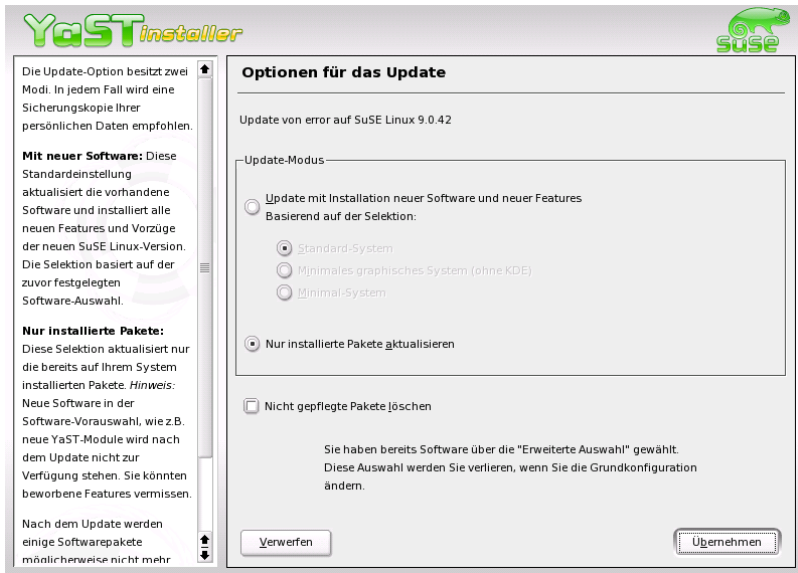 YaST installer
SUSE
Die Update-Option besitzt zwei
Modi. In jedem Fall wird eine
Sicherungskopie Ihrer
persönlichen Daten empfohlen.
Mit neuer Software: Diese
Standardeinstellung
aktualisiert die vorhandene
Software und installiert alle
neuen Features und Vorzüge
der neuen SuSE Linux-Version.
Die Selektion basiert auf der
zuvor festgelegten
Software-Auswahl.
Nur installierte Pakete:
Diese Selektion aktualisiert nur
die bereits auf Ihrem System
installierten Pakete. Hinweis:
Neue Software in der
Software-Vorauswahl, wie z.B.
neue YaST-Module wird nach
dem Update nicht zur
Verfügung stehen. Sie könnten
beworbene Features vermissen.
Nach dem Update werden
einige Softwarepakete
möglicherweise nicht mehr
Optionen für das Update
Update von error auf SuSE Linux 9.0.42
Update-Modus
Update mit Installation neuer Software und neuer Features
Basierend auf der Selektion:
Standard-System
Minimales graphisches System (ohne KDE)
Minimal-System
Nur installierte Pakete aktualisieren
Nicht gepflegte Pakete löschen
Sie haben bereits Software über die "Erweiterte Auswahl" gewählt.
Diese Auswahl werden Sie verlieren, wenn Sie die Grundkonfiguration
ändern.
Verwerfen
Übernehmen